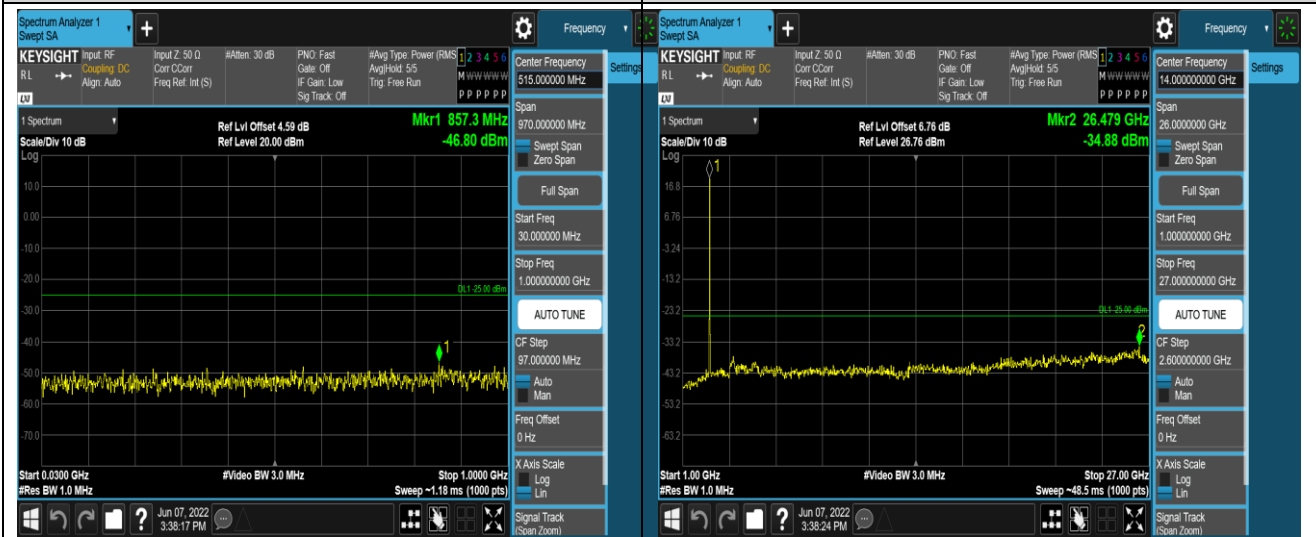 Spectrum Analyzer 1
Swept SA
+
Frequency
KEYSIGHT
RL
LXI
Input: RF
Coupling: DC
Align: Auto
Input Z: 50 Ω
Corr CCorr
Freq Ref: Int (S)
#Atten: 30 dB
PNO: Fast
Gate: Off
IF Gain: Low
Sig Track: Off
#Avg Type: Power (RMS
Avg|Hold: 5/5
Trig: Free Run
1 2 3 4 5 6
M W W W W W
P P P P P P
1 Spectrum
Scale/Div 10 dB
Log
Ref Lvl Offset 4.59 dB
Ref Level 20.00 dBm
Mkr1 857.3 MHz
-46.80 dBm
10.0
0.00
-10.0
-20.0
-30.0
-40.0
-50.0
-60.0
-70.0
DL1 -25.00 dBm
1
Start 0.0300 GHz
#Res BW 1.0 MHz
#Video BW 3.0 MHz
Stop 1.0000 GHz
Sweep ~1.18 ms (1000 pts)
Jun 07, 2022
3:38:17 PM
Center Frequency
515.000000 MHz
Settings
Span
970.000000 MHz
Swept Span
Zero Span
Full Span
Start Freq
30.000000 MHz
Stop Freq
1.000000000 GHz
AUTO TUNE
CF Step
97.000000 MHz
Auto
Man
Freq Offset
0 Hz
X Axis Scale
Log
Lin
Signal Track
(Span Zoom)
Spectrum Analyzer 1
Swept SA
+
Frequency
KEYSIGHT
RL
LXI
Input: RF
Coupling: DC
Align: Auto
Input Z: 50 Ω
Corr CCorr
Freq Ref: Int (S)
#Atten: 30 dB
PNO: Fast
Gate: Off
IF Gain: Low
Sig Track: Off
#Avg Type: Power (RMS
Avg|Hold: 5/5
Trig: Free Run
1 2 3 4 5 6
M W W W W W
P P P P P P
1 Spectrum
Scale/Div 10 dB
Log
Ref Lvl Offset 6.76 dB
Ref Level 26.76 dBm
Mkr2 26.479 GHz
-34.88 dBm
1
16.8
6.76
-3.24
-13.2
-23.2
-33.2
-43.2
-53.2
-63.2
DL1 -25.00 dBm
2
Start 1.00 GHz
#Res BW 1.0 MHz
#Video BW 3.0 MHz
Stop 27.00 GHz
Sweep ~48.5 ms (1000 pts)
Jun 07, 2022
3:38:24 PM
Center Frequency
14.000000000 GHz
Settings
Span
26.0000000 GHz
Swept Span
Zero Span
Full Span
Start Freq
1.000000000 GHz
Stop Freq
27.000000000 GHz
AUTO TUNE
CF Step
2.600000000 GHz
Auto
Man
Freq Offset
0 Hz
X Axis Scale
Log
Lin
Signal Track
(Span Zoom)